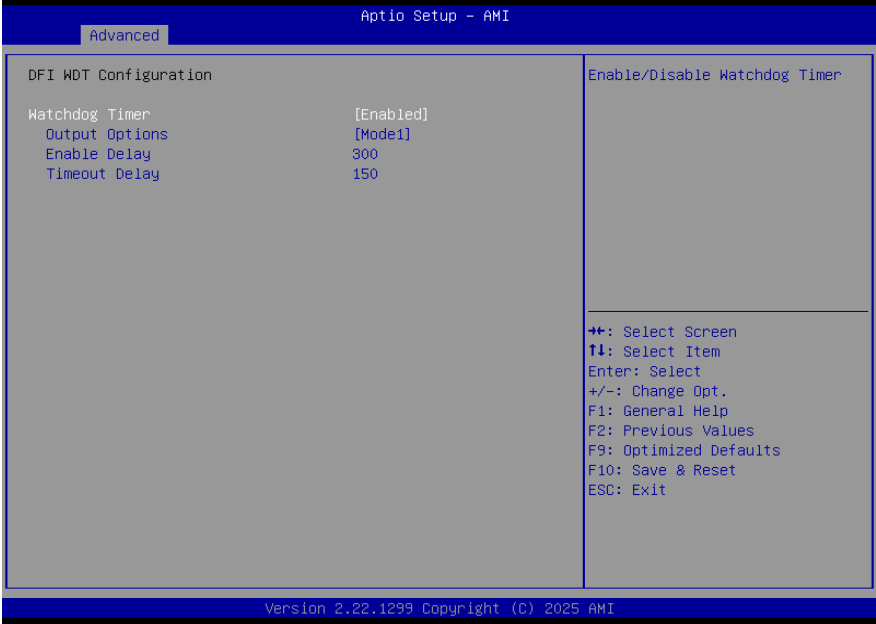 Aptio Setup – AMI
Advanced
DFI WDT Configuration
Watchdog Timer [Enabled]
Output Options [Mode1]
Enable Delay 300
Timeout Delay 150
Enable/Disable Watchdog Timer
→←: Select Screen
↑↓: Select Item
Enter: Select
+/-: Change Opt.
F1: General Help
F2: Previous Values
F9: Optimized Defaults
F10: Save & Reset
ESC: Exit
Version 2.22.1299 Copyright (C) 2025 AMI